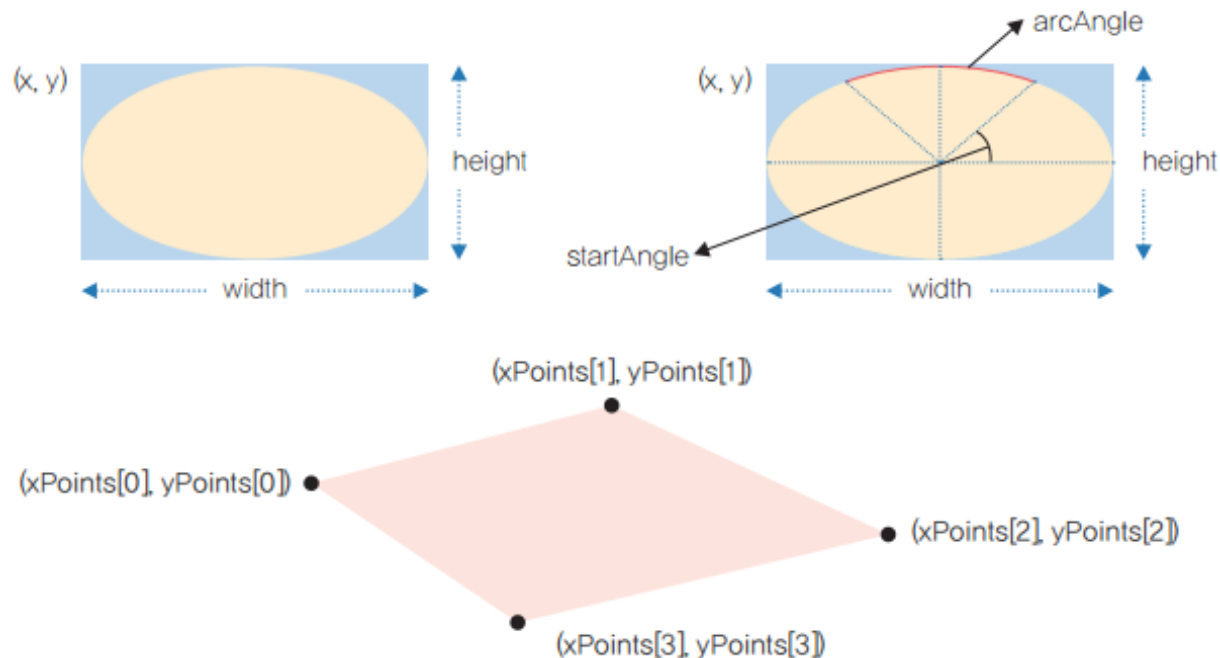 arcAngle
(x, y)
(x, y)
height
height
startAngle
width
width
(xPoints[1], yPoints[1])
(xPoints[0], yPoints[0])
(xPoints[2], yPoints[2])
(xPoints[3], yPoints[3])